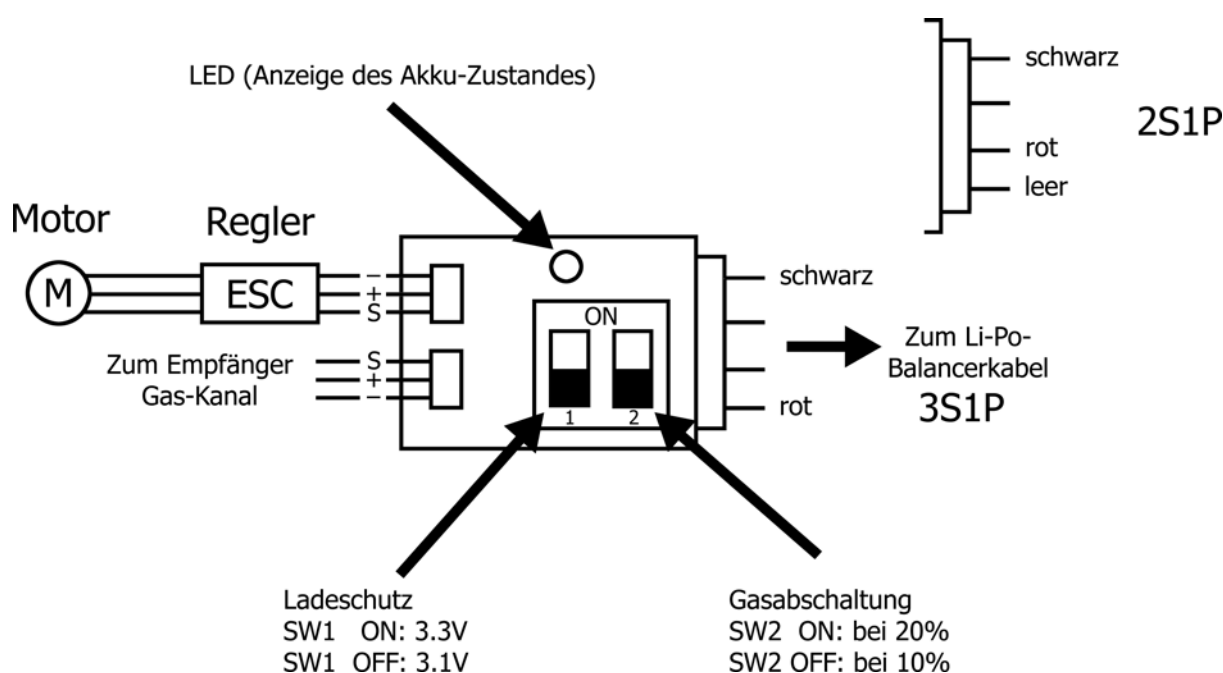 LED (Anzeige des Akku-Zustandes)
schwarz
rot
leer
2S1P
Motor
Regler
M
ESC
−
+
S
Zum Empfänger
Gas-Kanal
S
+
−
ON
1 2
schwarz
rot
Zum Li-Po-
Balancerkabel
3S1P
Ladeschutz
SW1 ON: 3.3V
SW1 OFF: 3.1V
Gasabschaltung
SW2 ON: bei 20%
SW2 OFF: bei 10%